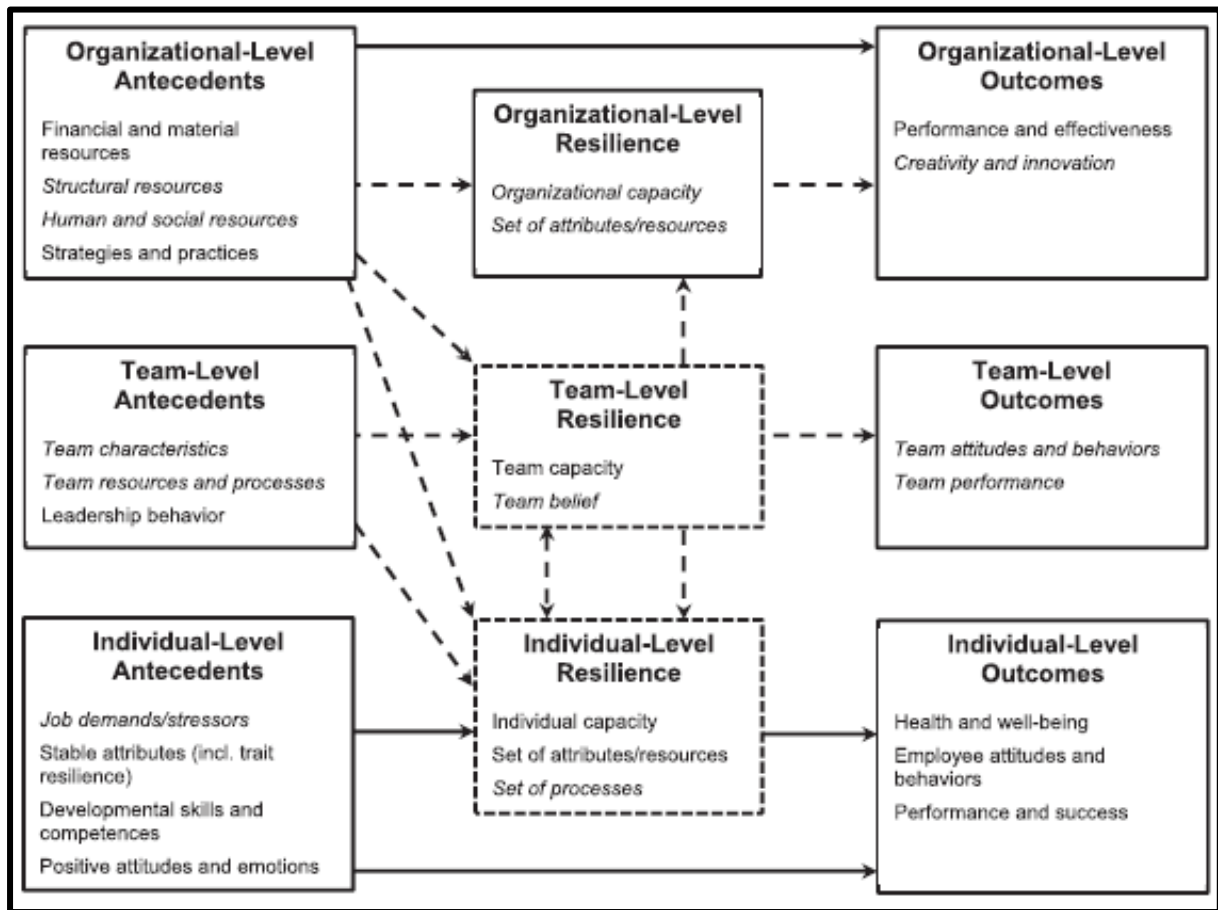 Organizational-Level
Antecedents
Financial and material
resources
Structural resources
Human and social resources
Strategies and practices
Organizational-Level
Resilience
Organizational capacity
Set of attributes/resources
Organizational-Level
Outcomes
Performance and effectiveness
Creativity and innovation
Team-Level
Antecedents
Team characteristics
Team resources and processes
Leadership behavior
Team-Level
Resilience
Team capacity
Team belief
Team-Level
Outcomes
Team attitudes and behaviors
Team performance
Individual-Level
Antecedents
Job demands/stressors
Stable attributes (incl. trait
resilience)
Developmental skills and
competences
Positive attitudes and emotions
Individual-Level
Resilience
Individual capacity
Set of attributes/resources
Set of processes
Individual-Level
Outcomes
Health and well-being
Employee attitudes and
behaviors
Performance and success